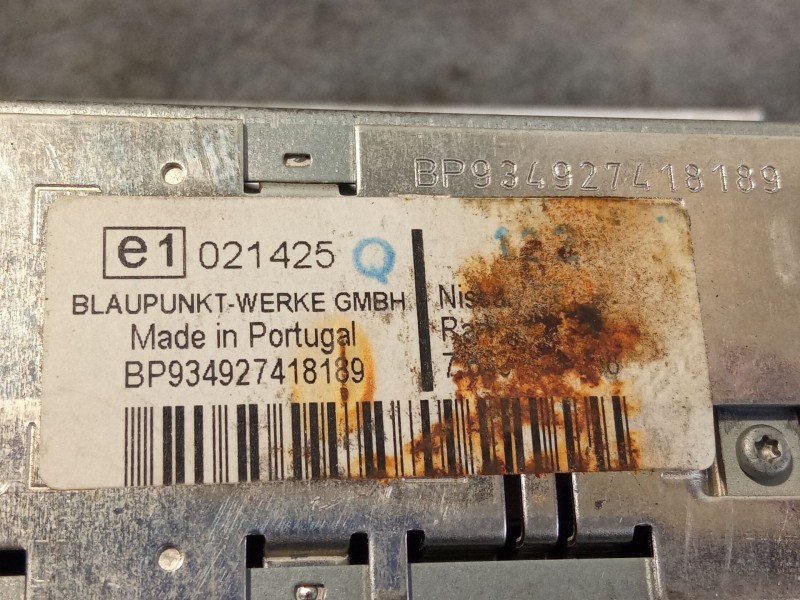 BP934927418189
e1 021425 Q
BLAUPUNKT-WERKE GMBH
Made in Portugal
BP934927418189